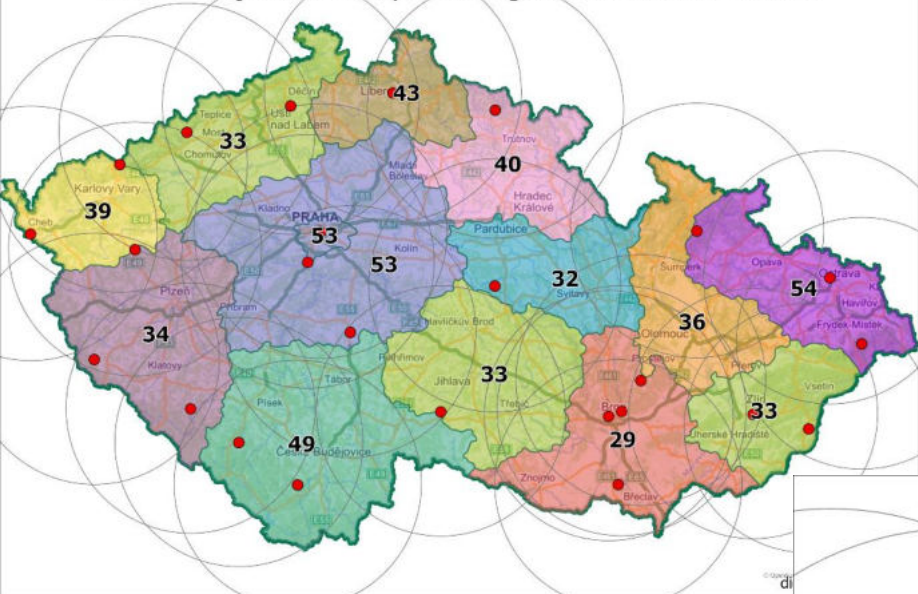 Děčín
Liberec
43
Teplice
Ústí
nad Labem
Most
33
Chomutov
Trutnov
40
Mladá
Boleslav
Karlovy Vary
Hradec
Králové
Kladno
39
PRAHA
Cheb
53
Pardubice
Kolín
53
Šumperk
Opava
Ostrava
Plzeň
32
Svitavy
54
Havířov
Příbram
Frýdek-Místek
Havlíčkův Brod
36
34
Olomouc
Klatovy
Pelhřimov
Prostějov
Přerov
Tábor
Jihlava
33
Vsetín
Písek
Třebíč
Zlín
33
Brno
49
29
Uherské Hradiště
České Budějovice
Znojmo
Břeclav
di